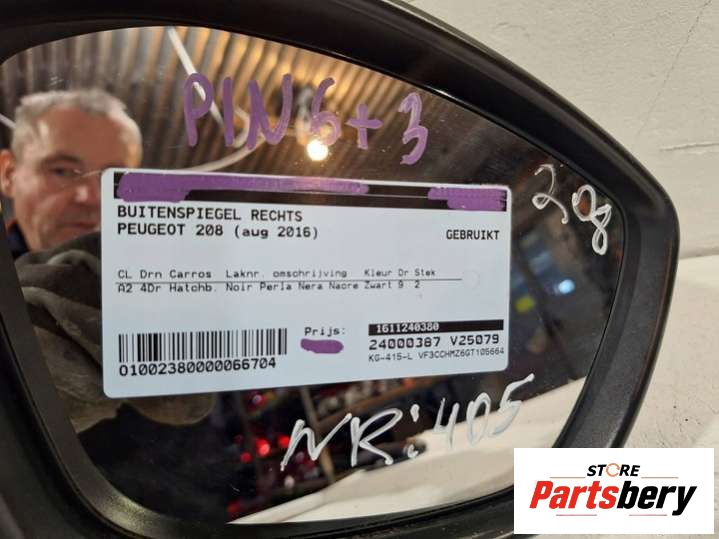 PIN 6+3
208
BUITENSPIEGEL RECHTS
PEUGEOT 208 (aug 2016)
GEBRUIKT
CL Drn Carros Laknr. omschrijving Kleur Dr Stek
A2 4Dr Hatchb. Noir Perla Nera Nacre Zwart 9 2
Prijs:
1611240380
24000387 V25079
KG-415-L VF3CCHMZ6GT105664
01002380000066704
NR: 405
STORE
Partsbery